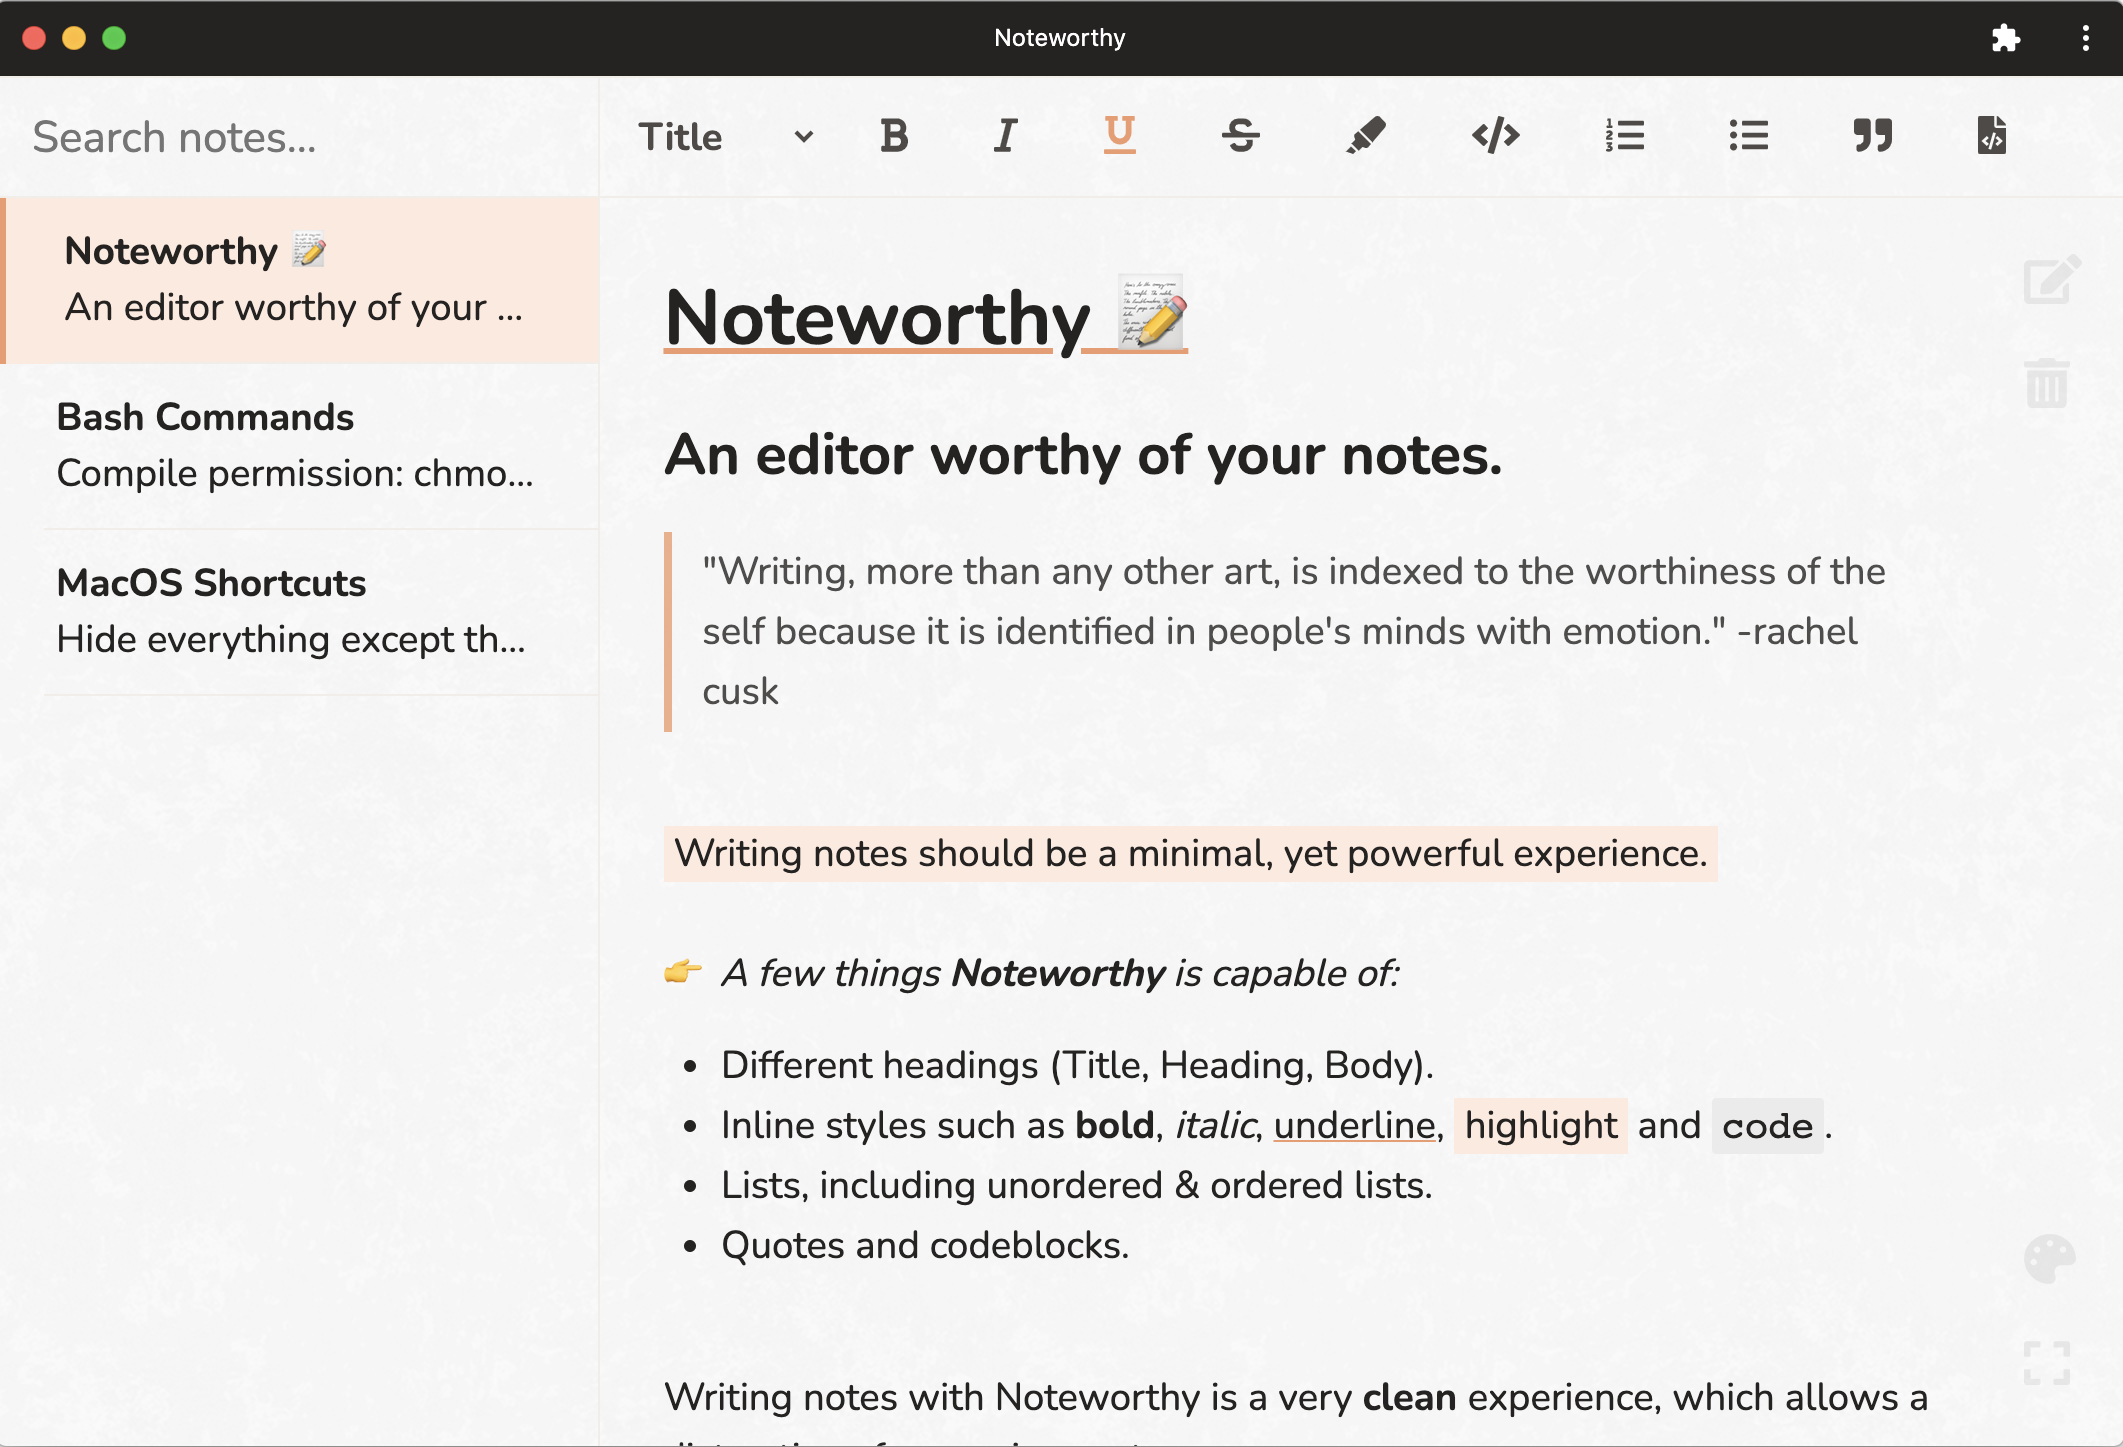 Noteworthy
Search notes...
Title
B I U S
Noteworthy 📝
An editor worthy of your ...
Bash Commands
Compile permission: chmo...
MacOS Shortcuts
Hide everything except th...
Noteworthy 📝
An editor worthy of your notes.
"Writing, more than any other art, is indexed to the worthiness of the
self because it is identified in people's minds with emotion." -rachel
cusk
Writing notes should be a minimal, yet powerful experience.
👉 A few things Noteworthy is capable of:
• Different headings (Title, Heading, Body).
• Inline styles such as bold, italic, underline, highlight and code.
• Lists, including unordered & ordered lists.
• Quotes and codeblocks.
Writing notes with Noteworthy is a very clean experience, which allows a